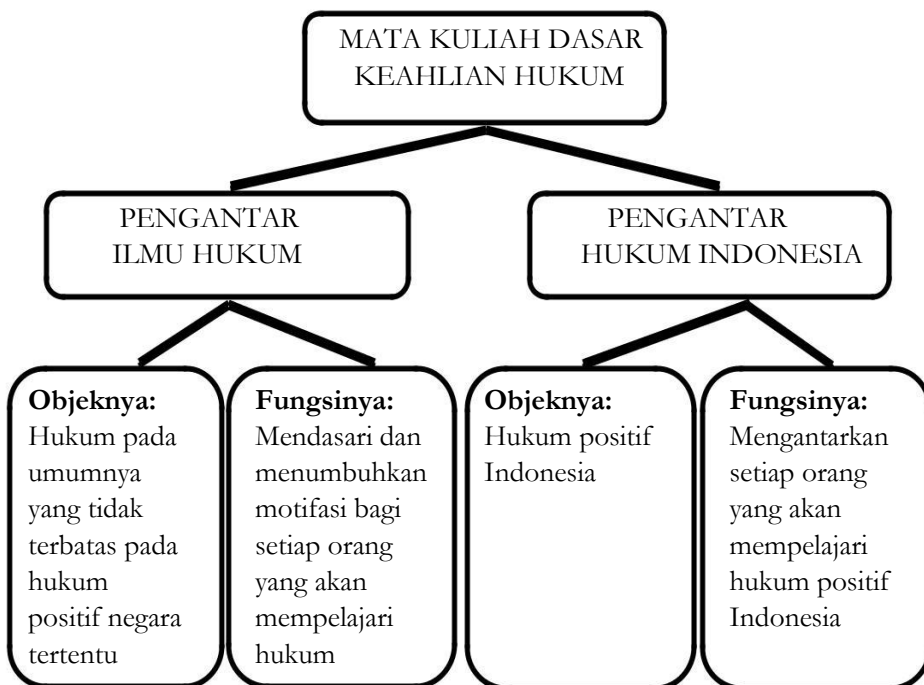 MATA KULIAH DASAR
KEAHLIAN HUKUM
PENGANTAR
ILMU HUKUM
PENGANTAR
HUKUM INDONESIA
Objeknya:
Hukum pada
umumnya
yang tidak
terbatas pada
hukum
positif negara
tertentu
Fungsinya:
Mendasari dan
menumbuhkan
motifasi bagi
setiap orang
yang akan
mempelajari
hukum
Objeknya:
Hukum positif
Indonesia
Fungsinya:
Mengantarkan
setiap orang
yang akan
mempelajari
hukum positif
Indonesia